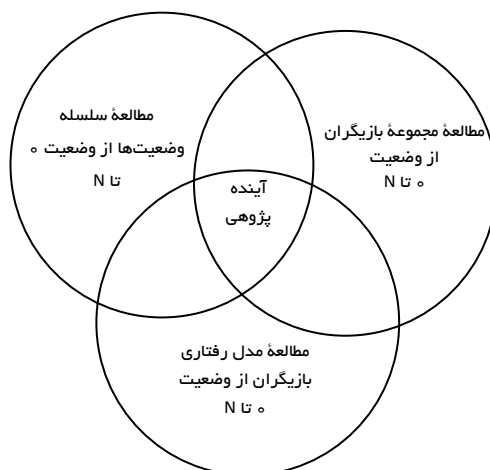 مطالعهٔ سلسله
وضعیت‌ها از وضعیت ۰
تا N
مطالعهٔ مجموعهٔ بازیگران
از وضعیت
۰ تا N
آینده
پژوهی
مطالعهٔ مدل رفتاری
بازیگران از وضعیت
۰ تا N